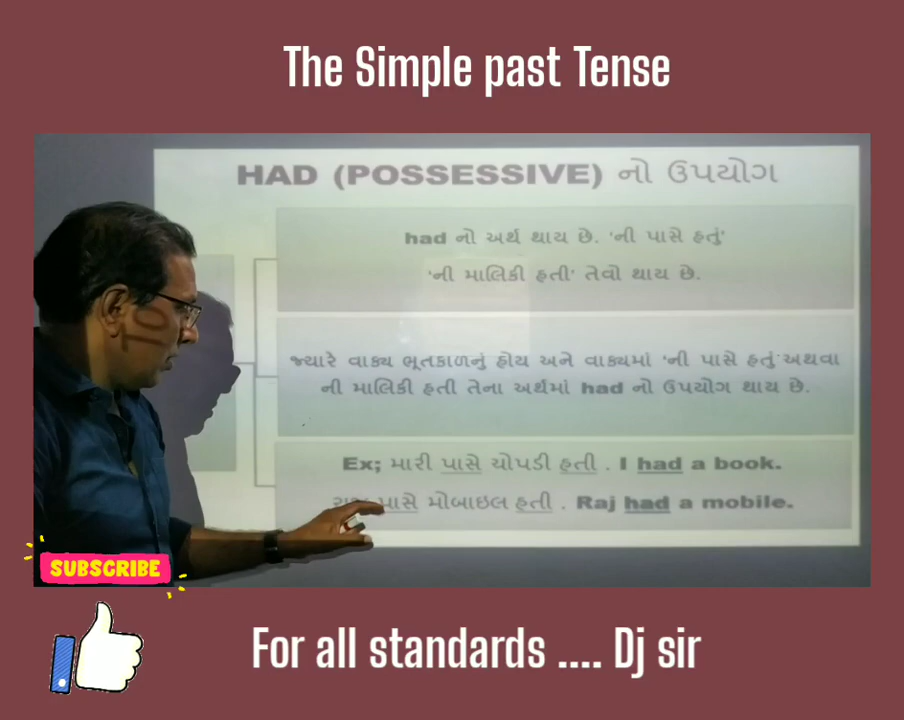 The Simple past Tense
HAD (POSSESSIVE) નો ઉપયોગ
had નો અર્થ થાય છે. 'ની પાસે હતું'
'ની માલિકી હતી' તેવો થાય છે.
જ્યારે વાક્ય ભૂતકાળનું હોય અને વાક્યમાં 'ની પાસે હતું' અથવા
ની માલિકી હતી તેના અર્થમાં had નો ઉપયોગ થાય છે.
Ex; મારી પાસે ચોપડી હતી . I had a book.
પાસે મોબાઇલ હતી . Raj had a mobile.
SUBSCRIBE
For all standards .... Dj sir